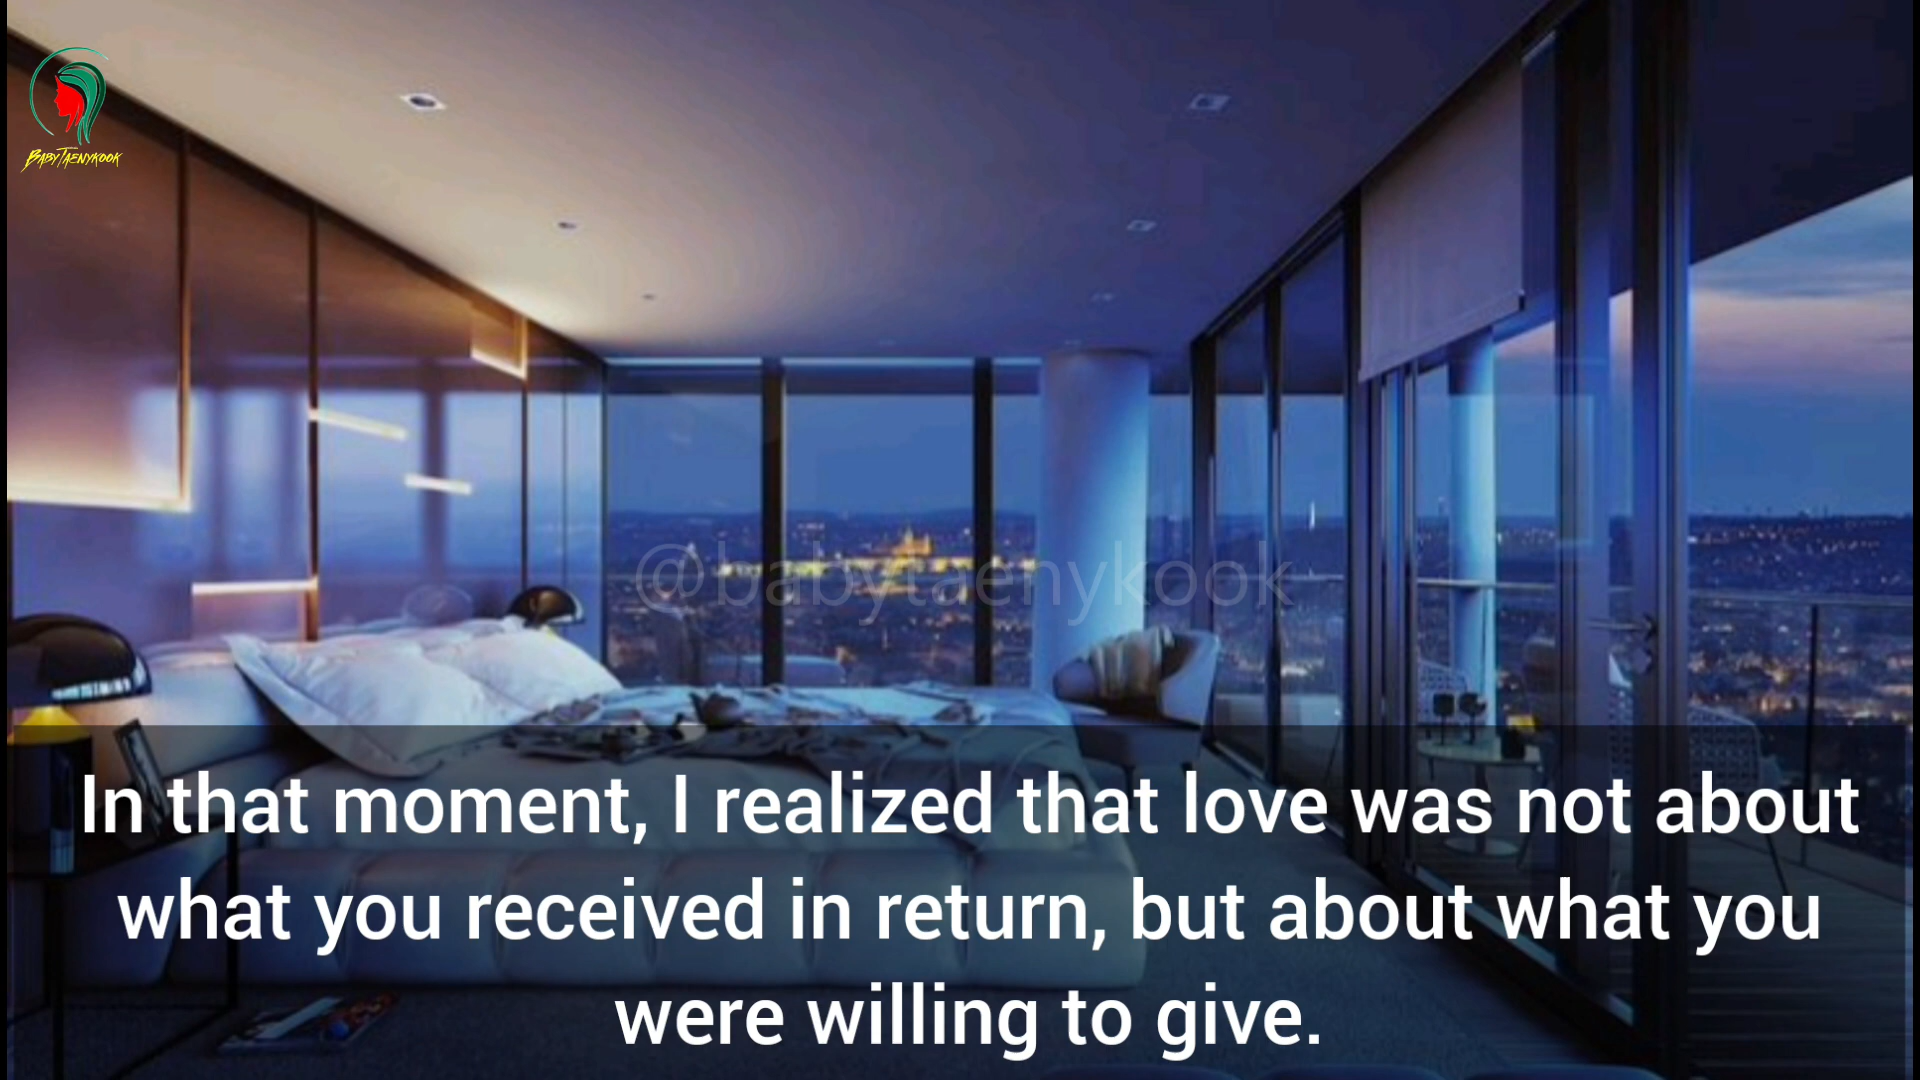 BABYTAENYKOOK
@babytaenykook
In that moment, I realized that love was not about
what you received in return, but about what you
were willing to give.